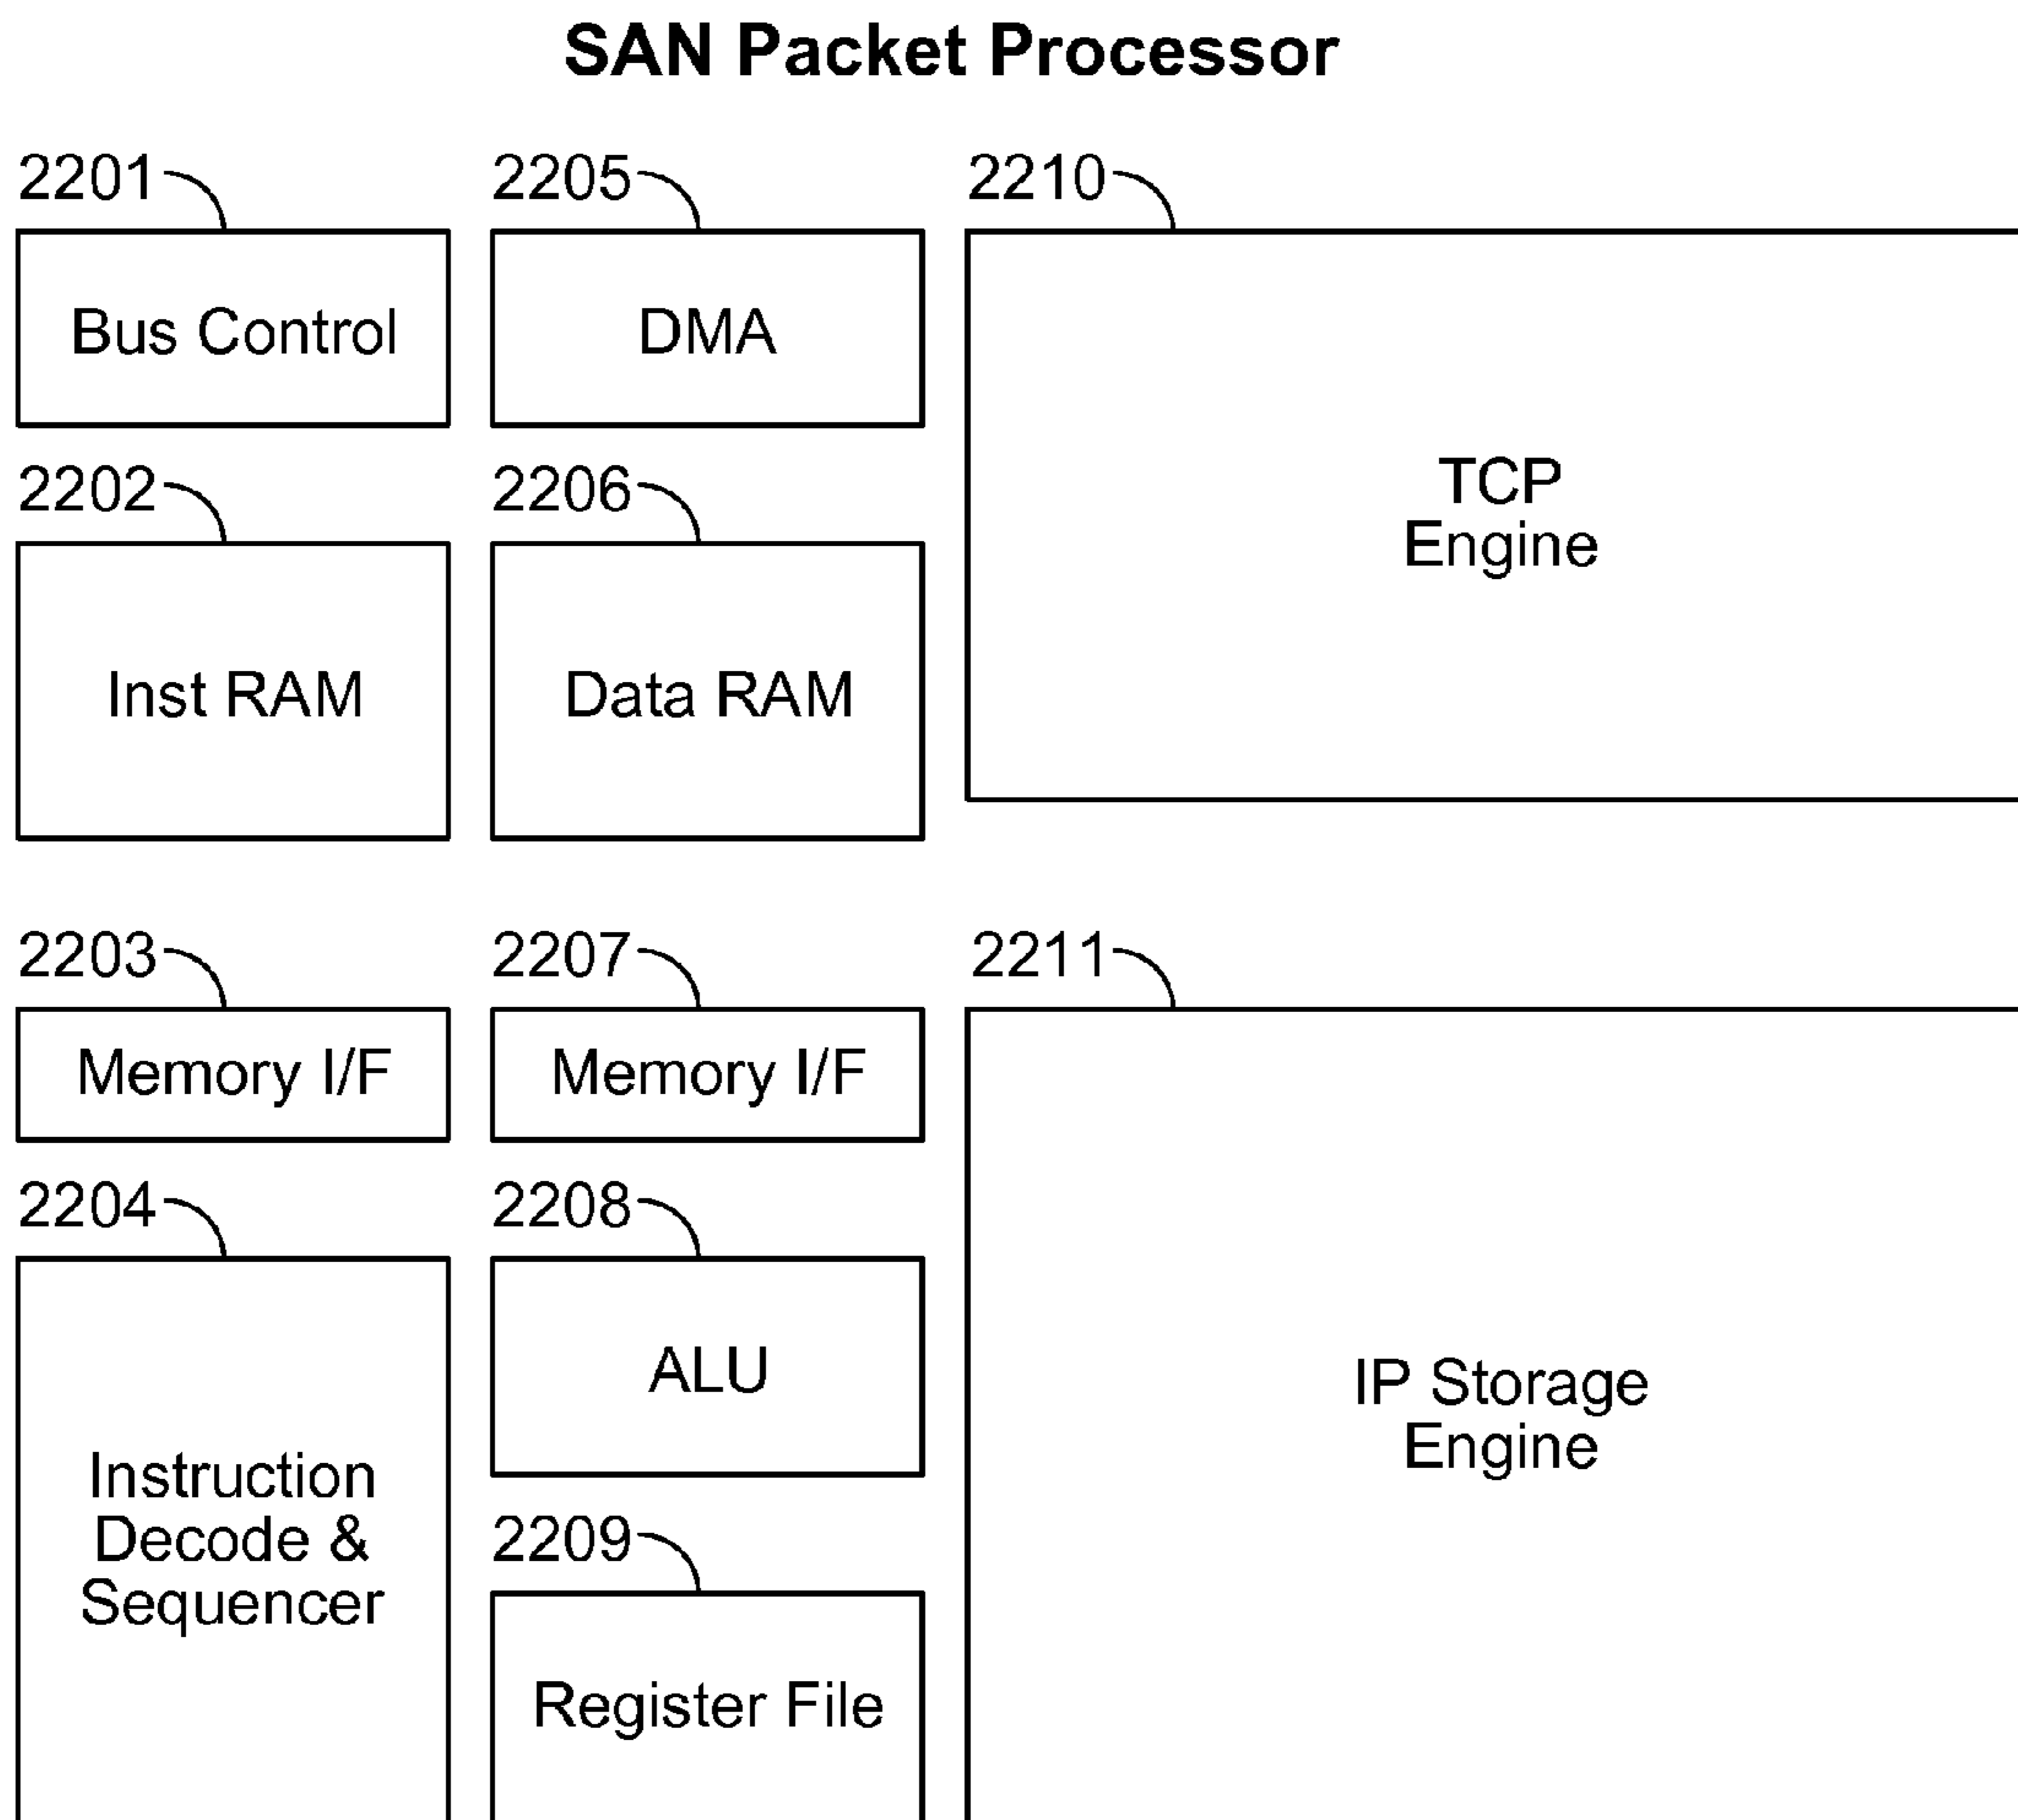 SAN Packet Processor
2201
2205
2210
Bus Control
DMA
TCP
Engine
2202
2206
Inst RAM
Data RAM
2203
2207
2211
Memory I/F
Memory I/F
2204
2208
Instruction
Decode &
Sequencer
ALU
IP Storage
Engine
2209
Register File